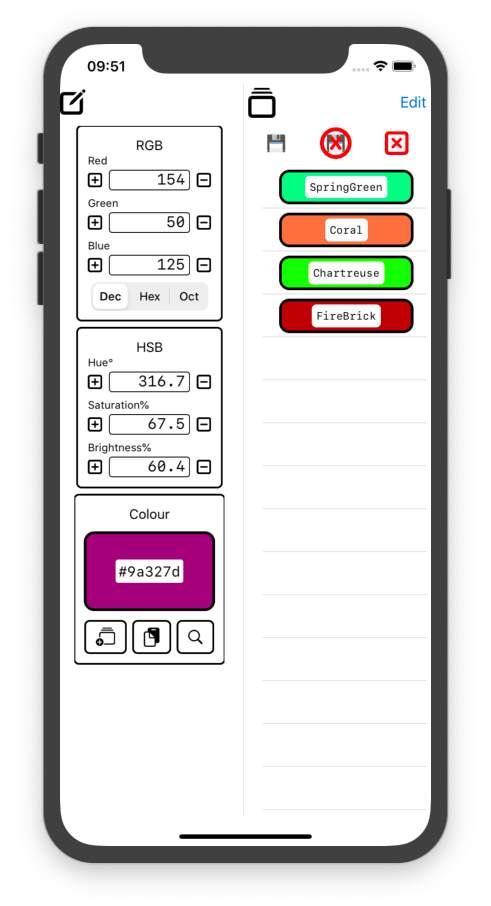 09:51
Edit
RGB
Red
154
Green
50
Blue
125
Dec Hex Oct
HSB
Hue°
316.7
Saturation%
67.5
Brightness%
60.4
Colour
#9a327d
SpringGreen
Coral
Chartreuse
FireBrick